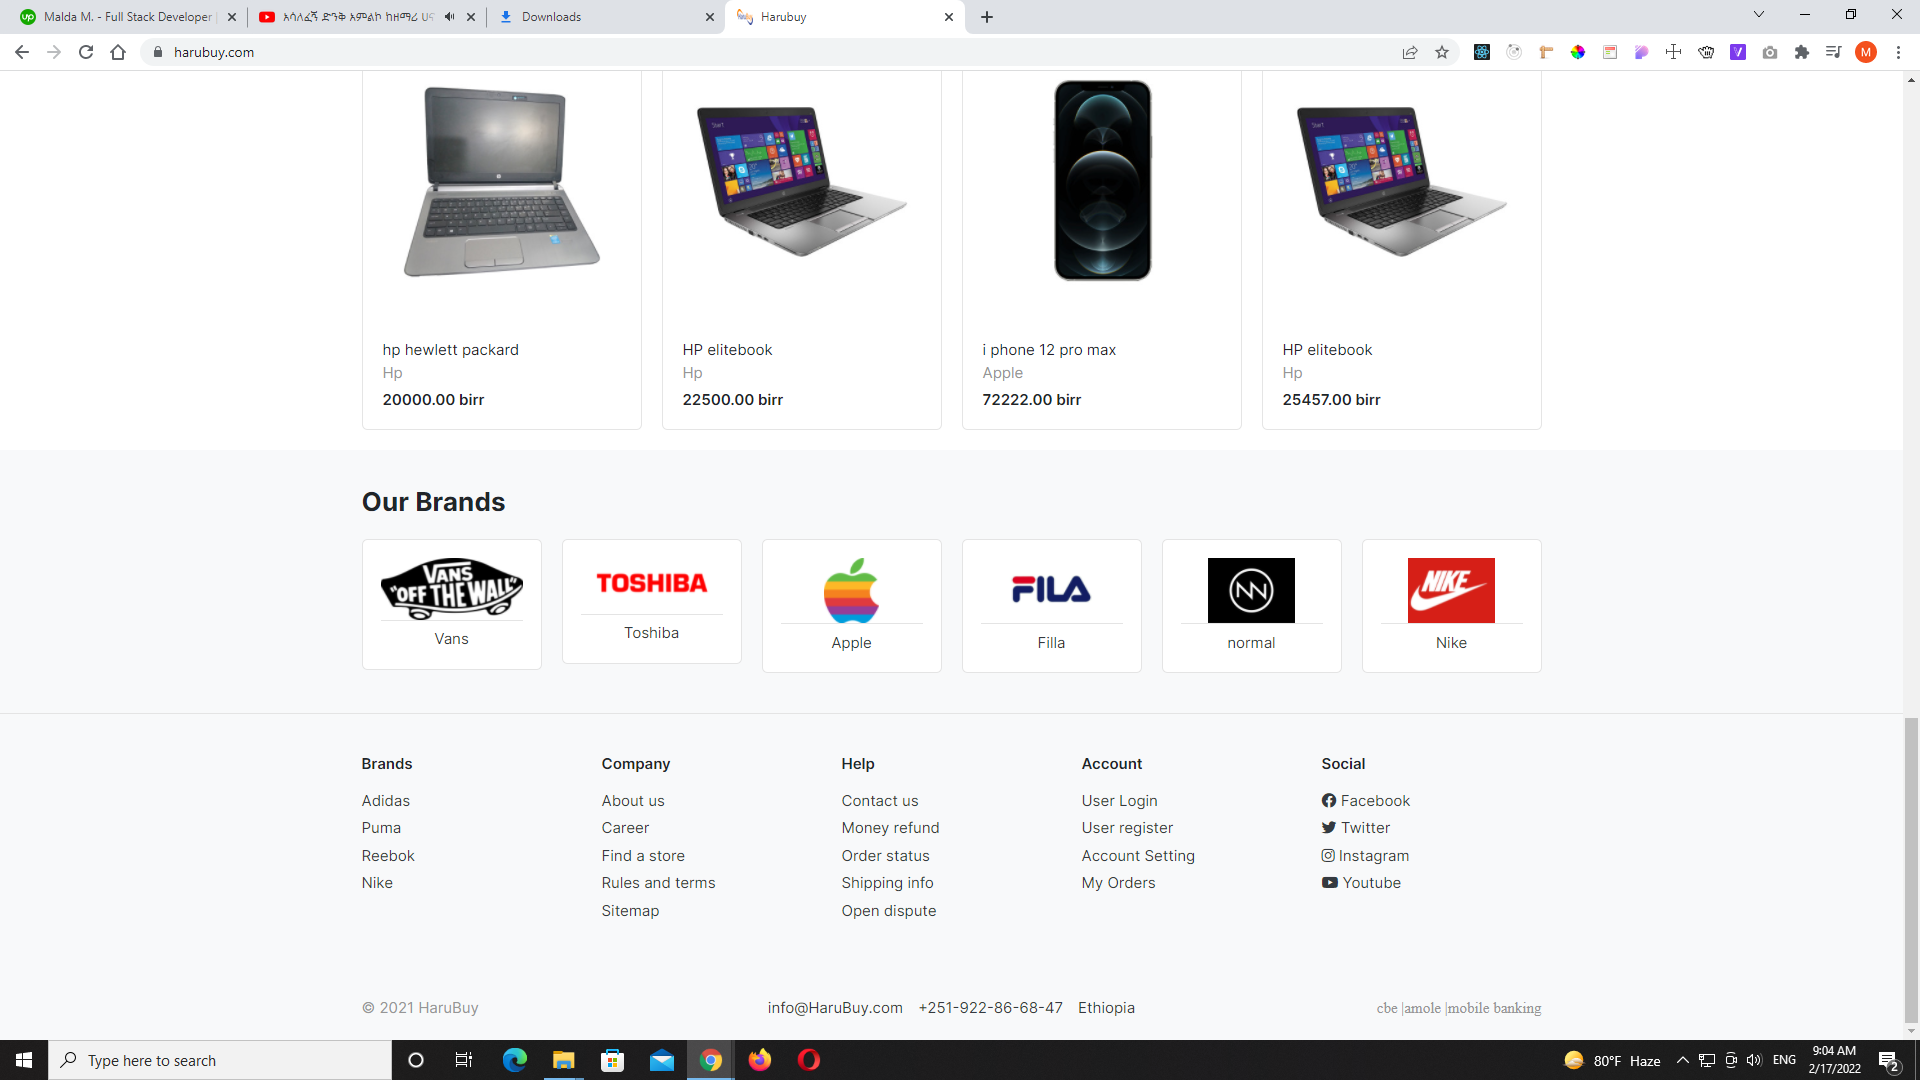 Malda M. - Full Stack Developer
አሳለፈኝ ድንቅ አምልኮ ከዘማሪ
Downloads
Harubuy
harubuy.com
M
hp hewlett packard
Hp
20000.00 birr
Start
HP elitebook
Hp
22500.00 birr
i phone 12 pro max
Apple
72222.00 birr
Start
HP elitebook
Hp
25457.00 birr
Our Brands
VANS
"OFF THE WALL"
Vans
TOSHIBA
Toshiba
Apple
FILA
Filla
normal
NIKE
Nike
Brands
Adidas
Puma
Reebok
Nike
Company
About us
Career
Find a store
Rules and terms
Sitemap
Help
Contact us
Money refund
Order status
Shipping info
Open dispute
Account
User Login
User register
Account Setting
My Orders
Social
Facebook
Twitter
Instagram
Youtube
© 2021 HaruBuy
info@HaruBuy.com +251-922-86-68-47 Ethiopia
cbe |amole |mobile banking
Type here to search
80°F Haze
ENG
9:04 AM
2/17/2022
2